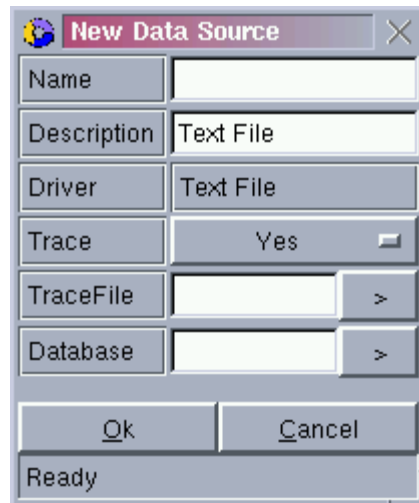 New Data Source
Name
Description Text File
Driver Text File
Trace Yes
TraceFile >
Database >
Ok Cancel
Ready